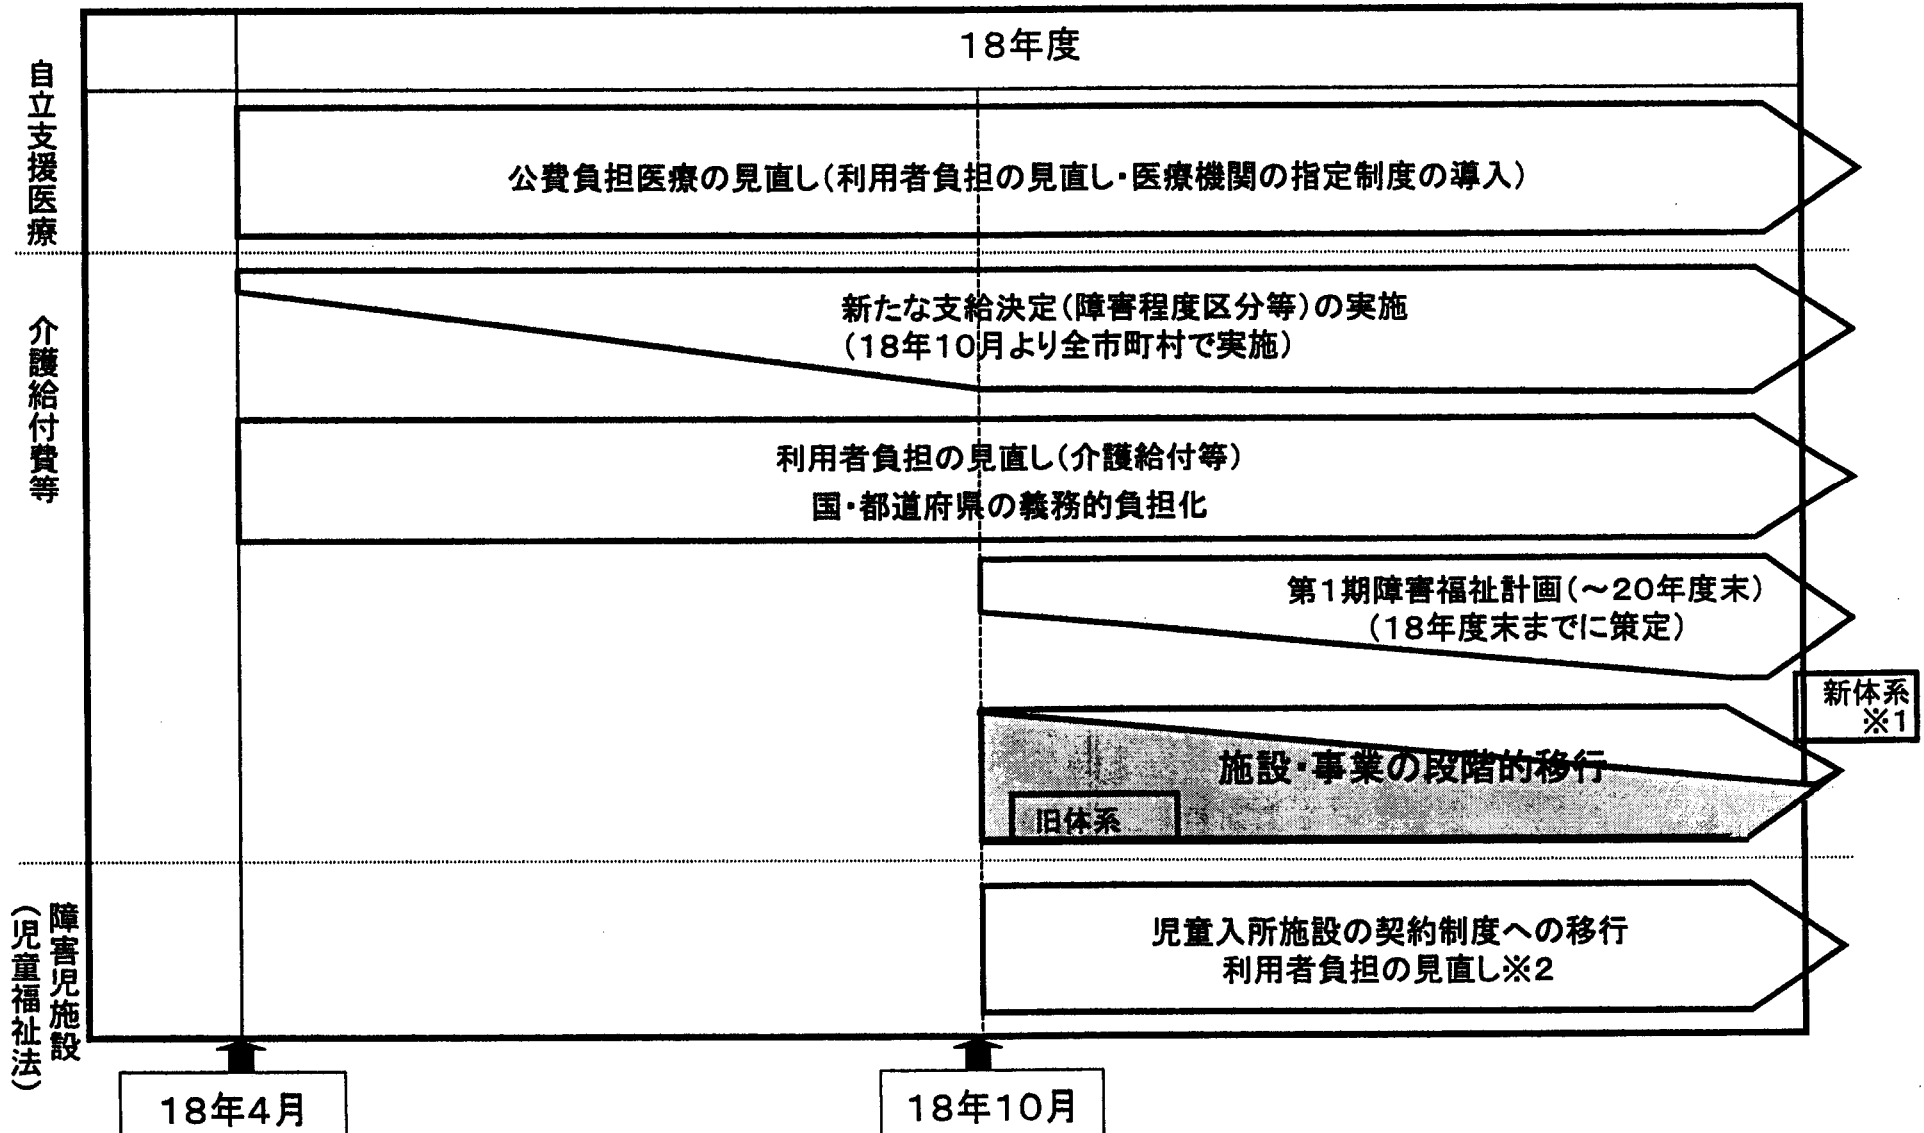 18年度
自立支援医療
公費負担医療の見直し(利用者負担の見直し・医療機関の指定制度の導入)
介護給付費等
新たな支給決定(障害程度区分等)の実施
(18年10月より全市町村で実施)
利用者負担の見直し(介護給付等)
国・都道府県の義務的負担化
第1期障害福祉計画(～20年度末)
(18年度末までに策定)
新体系
※1
施設・事業の段階的移行
旧体系
障害児施設
(児童福祉法)
児童入所施設の契約制度への移行
利用者負担の見直し※2
18年4月
18年10月